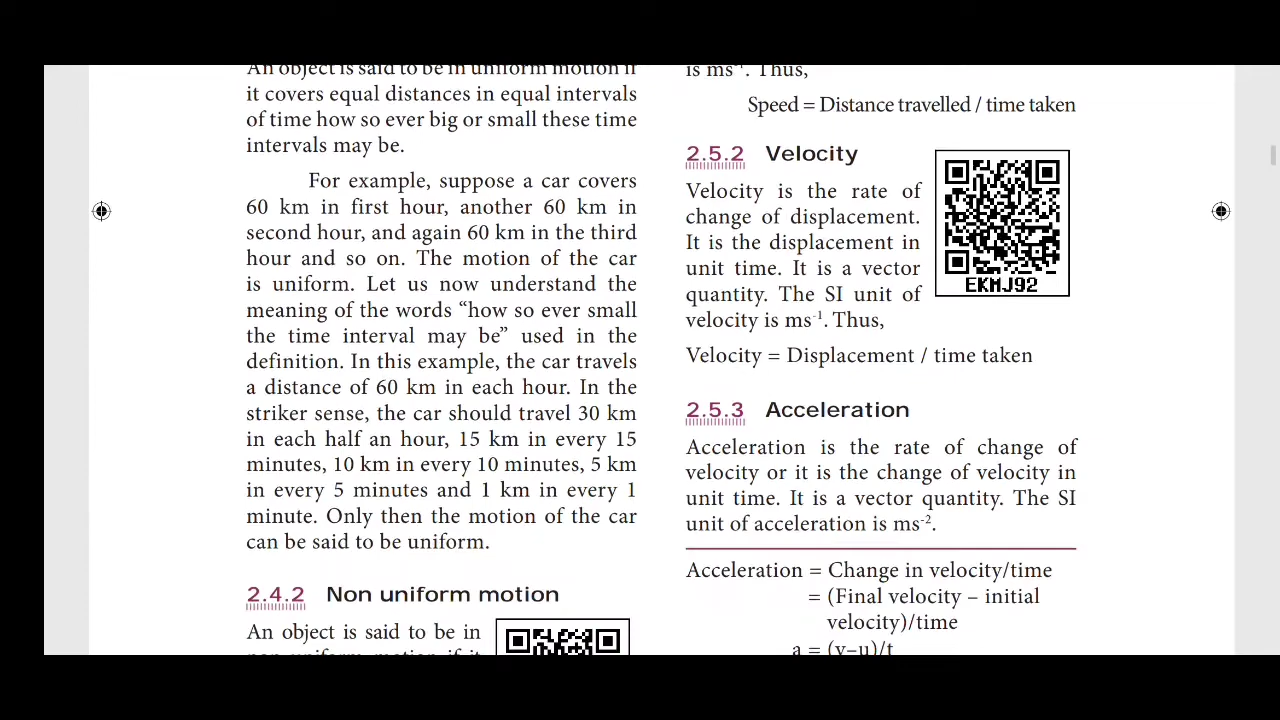 An object is said to be in uniform motion if
it covers equal distances in equal intervals
of time how so ever big or small these time
intervals may be.
For example, suppose a car covers
60 km in first hour, another 60 km in
second hour, and again 60 km in the third
hour and so on. The motion of the car
is uniform. Let us now understand the
meaning of the words “how so ever small
the time interval may be” used in the
definition. In this example, the car travels
a distance of 60 km in each hour. In the
striker sense, the car should travel 30 km
in each half an hour, 15 km in every 15
minutes, 10 km in every 10 minutes, 5 km
in every 5 minutes and 1 km in every 1
minute. Only then the motion of the car
can be said to be uniform.
2.4.2 Non uniform motion
An object is said to be in
non uniform motion if it
is ms⁻¹. Thus,
Speed = Distance travelled / time taken
2.5.2 Velocity
Velocity is the rate of
change of displacement.
It is the displacement in
unit time. It is a vector
quantity. The SI unit of
velocity is ms⁻¹. Thus,
EKMJ92
Velocity = Displacement / time taken
2.5.3 Acceleration
Acceleration is the rate of change of
velocity or it is the change of velocity in
unit time. It is a vector quantity. The SI
unit of acceleration is ms⁻².
Acceleration = Change in velocity/time
= (Final velocity – initial
velocity)/time
a = (v–u)/t